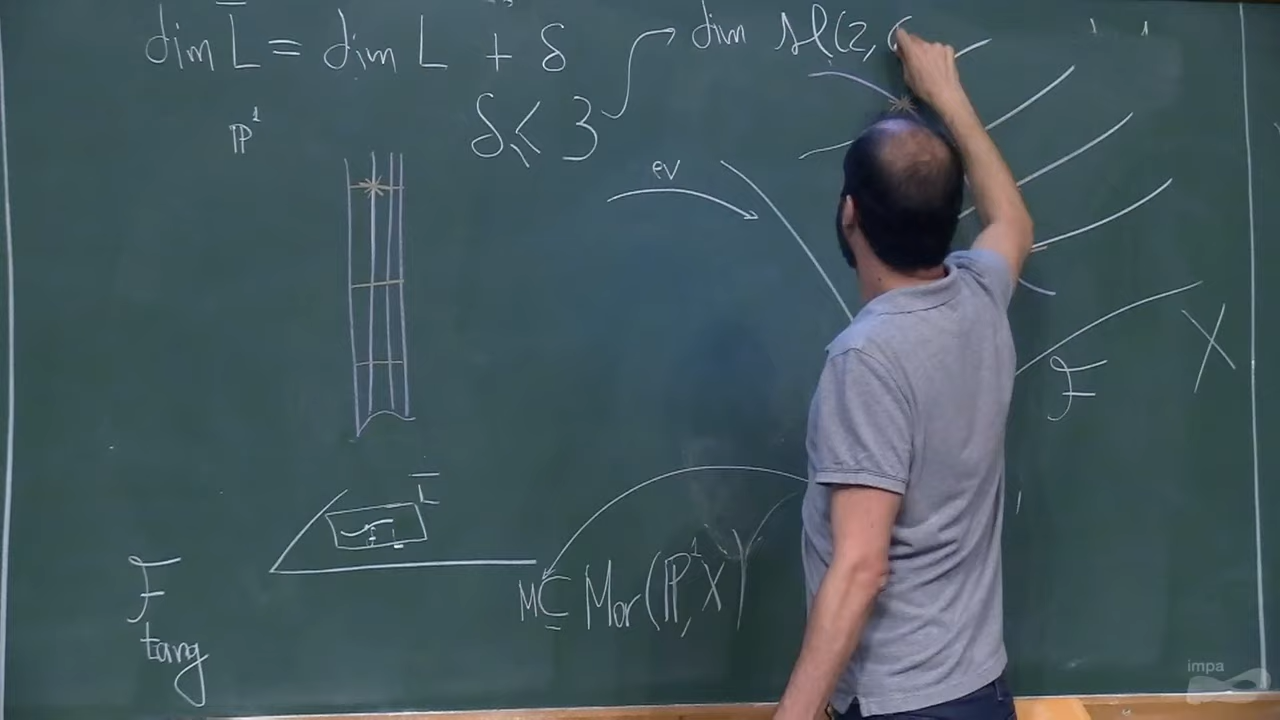 dim L̅ = dim L + δ
δ ≤ 3 → dim sl(2, C
ℙ¹
ev
X
F
L̅
M ⊆ Mor(ℙ¹, X)
F
tang
impa